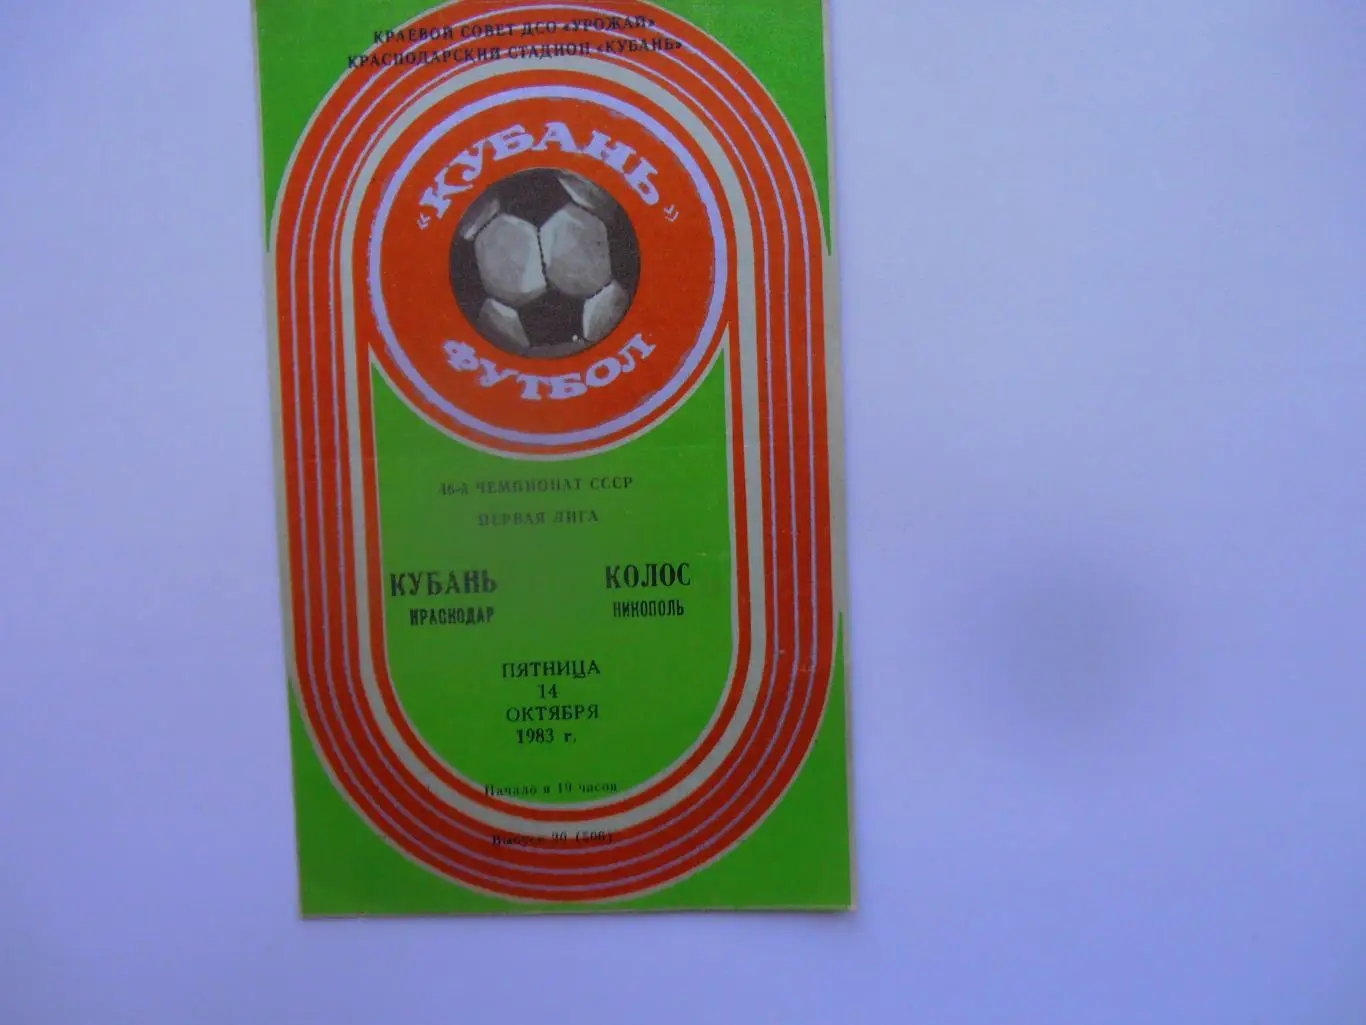 КРАЕВОЙ СОВЕТ ДСО «УРОЖАЙ»
КРАСНОДАРСКИЙ СТАДИОН «КУБАНЬ»
«КУБАНЬ»
ФУТБОЛ
46-й ЧЕМПИОНАТ СССР
ПЕРВАЯ ЛИГА
КУБАНЬ КОЛОС
КРАСНОДАР НИКОПОЛЬ
ПЯТНИЦА
14
ОКТЯБРЯ
1983 г.
Начало в 19 часов
Выпуск